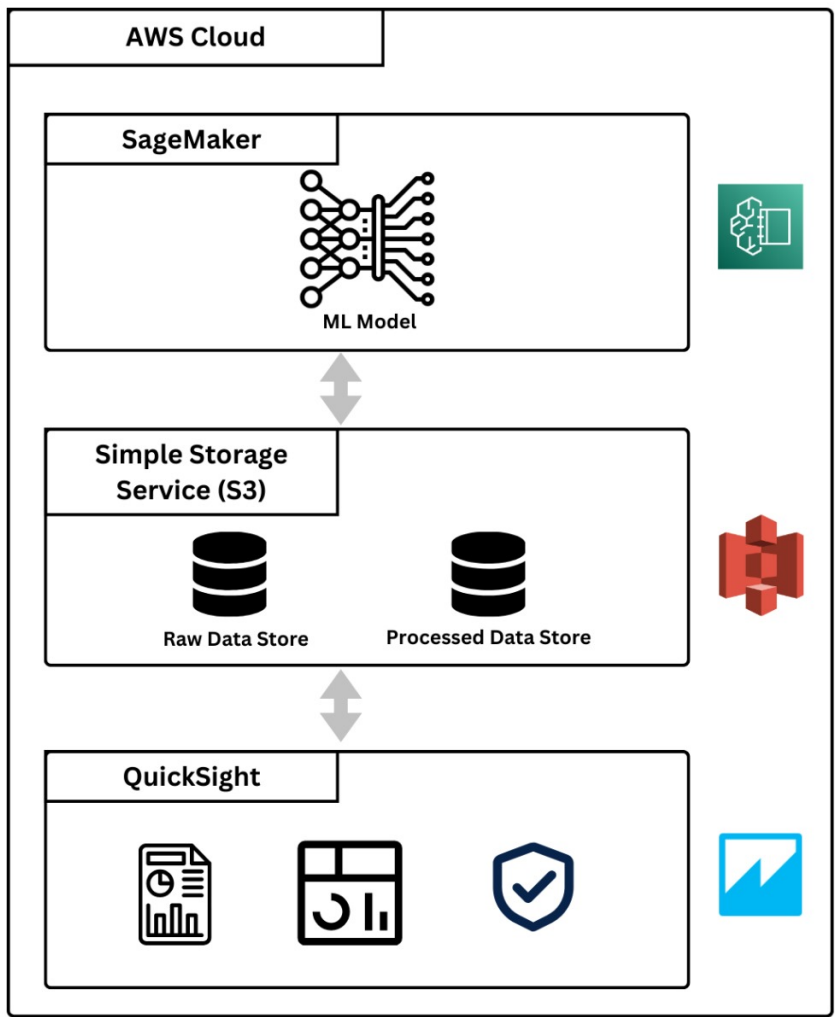 AWS Cloud
SageMaker
ML Model
Simple Storage
Service (S3)
Raw Data Store
Processed Data Store
QuickSight